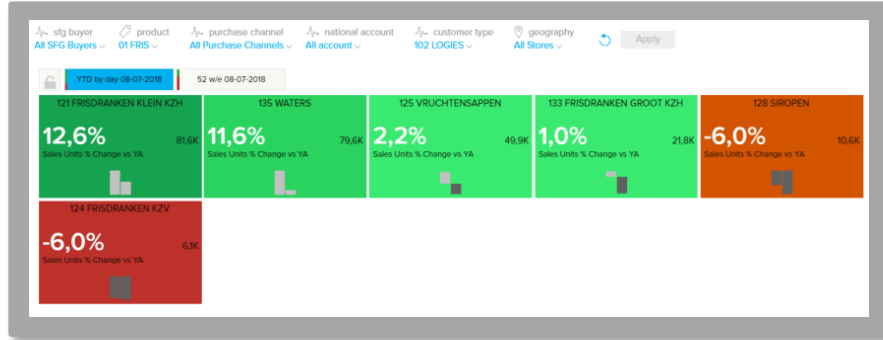 sfg buyer product purchase channel national account customer type geography
All SFG Buyers 01 FRIS All Purchase Channels All account 102 LOGIES All Stores Apply
YTD by day 08-07-2018 52 w/e 08-07-2018
121 FRISDRANKEN KLEIN KZH
12,6% 81,6K
Sales Units % Change vs YA
135 WATERS
11,6% 79,6K
Sales Units % Change vs YA
125 VRUCHTENSAPPEN
2,2% 49,9K
Sales Units % Change vs YA
133 FRISDRANKEN GROOT KZH
1,0% 21,8K
Sales Units % Change vs YA
128 SIROPEN
-6,0% 10,6K
Sales Units % Change vs YA
124 FRISDRANKEN KZV
-6,0% 6,1K
Sales Units % Change vs YA